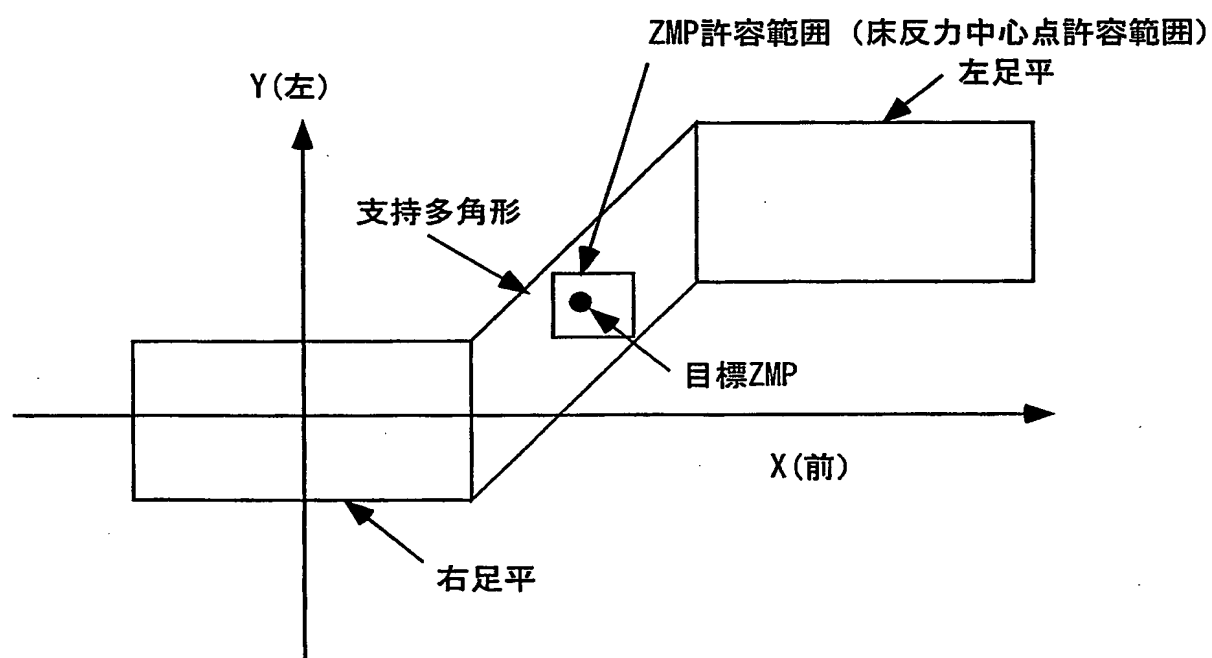 ZMP許容範囲（床反力中心点許容範囲）
左足平
Y(左)
支持多角形
目標ZMP
X(前)
右足平